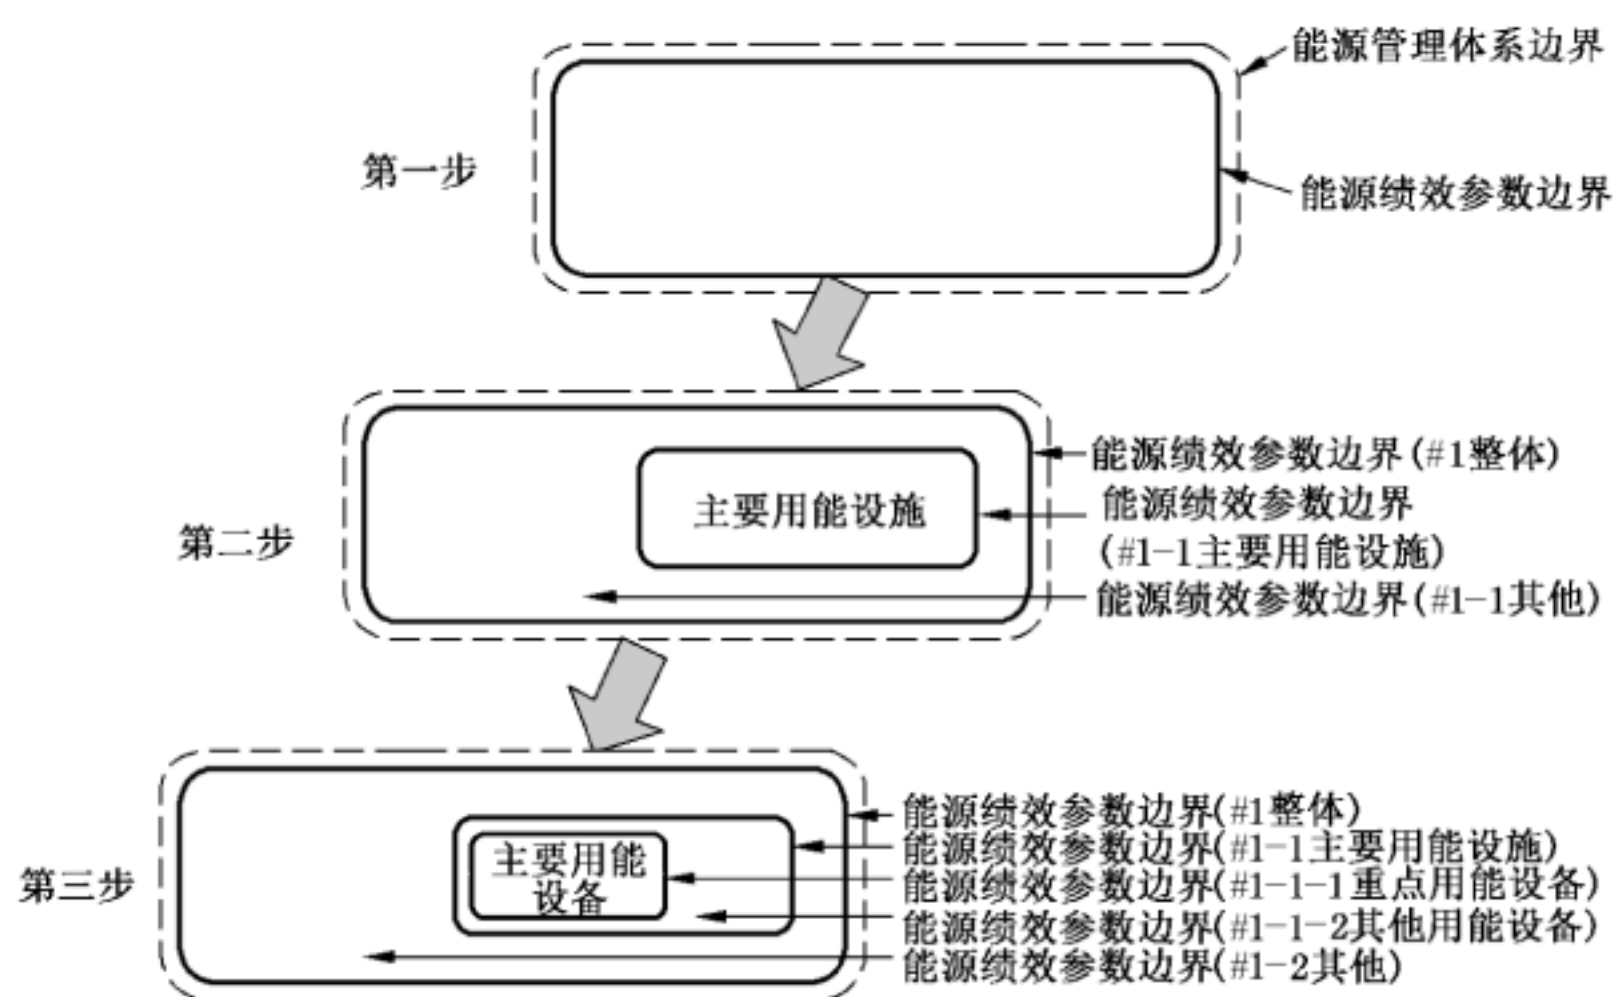 能源管理体系边界
第一步
能源绩效参数边界
能源绩效参数边界(#1整体)
主要用能设施
能源绩效参数边界
(#1-1主要用能设施)
第二步
能源绩效参数边界(#1-1其他)
能源绩效参数边界(#1整体)
能源绩效参数边界(#1-1主要用能设施)
主要用能
设备
第三步
能源绩效参数边界(#1-1-1重点用能设备)
能源绩效参数边界(#1-1-2其他用能设备)
能源绩效参数边界(#1-2其他)